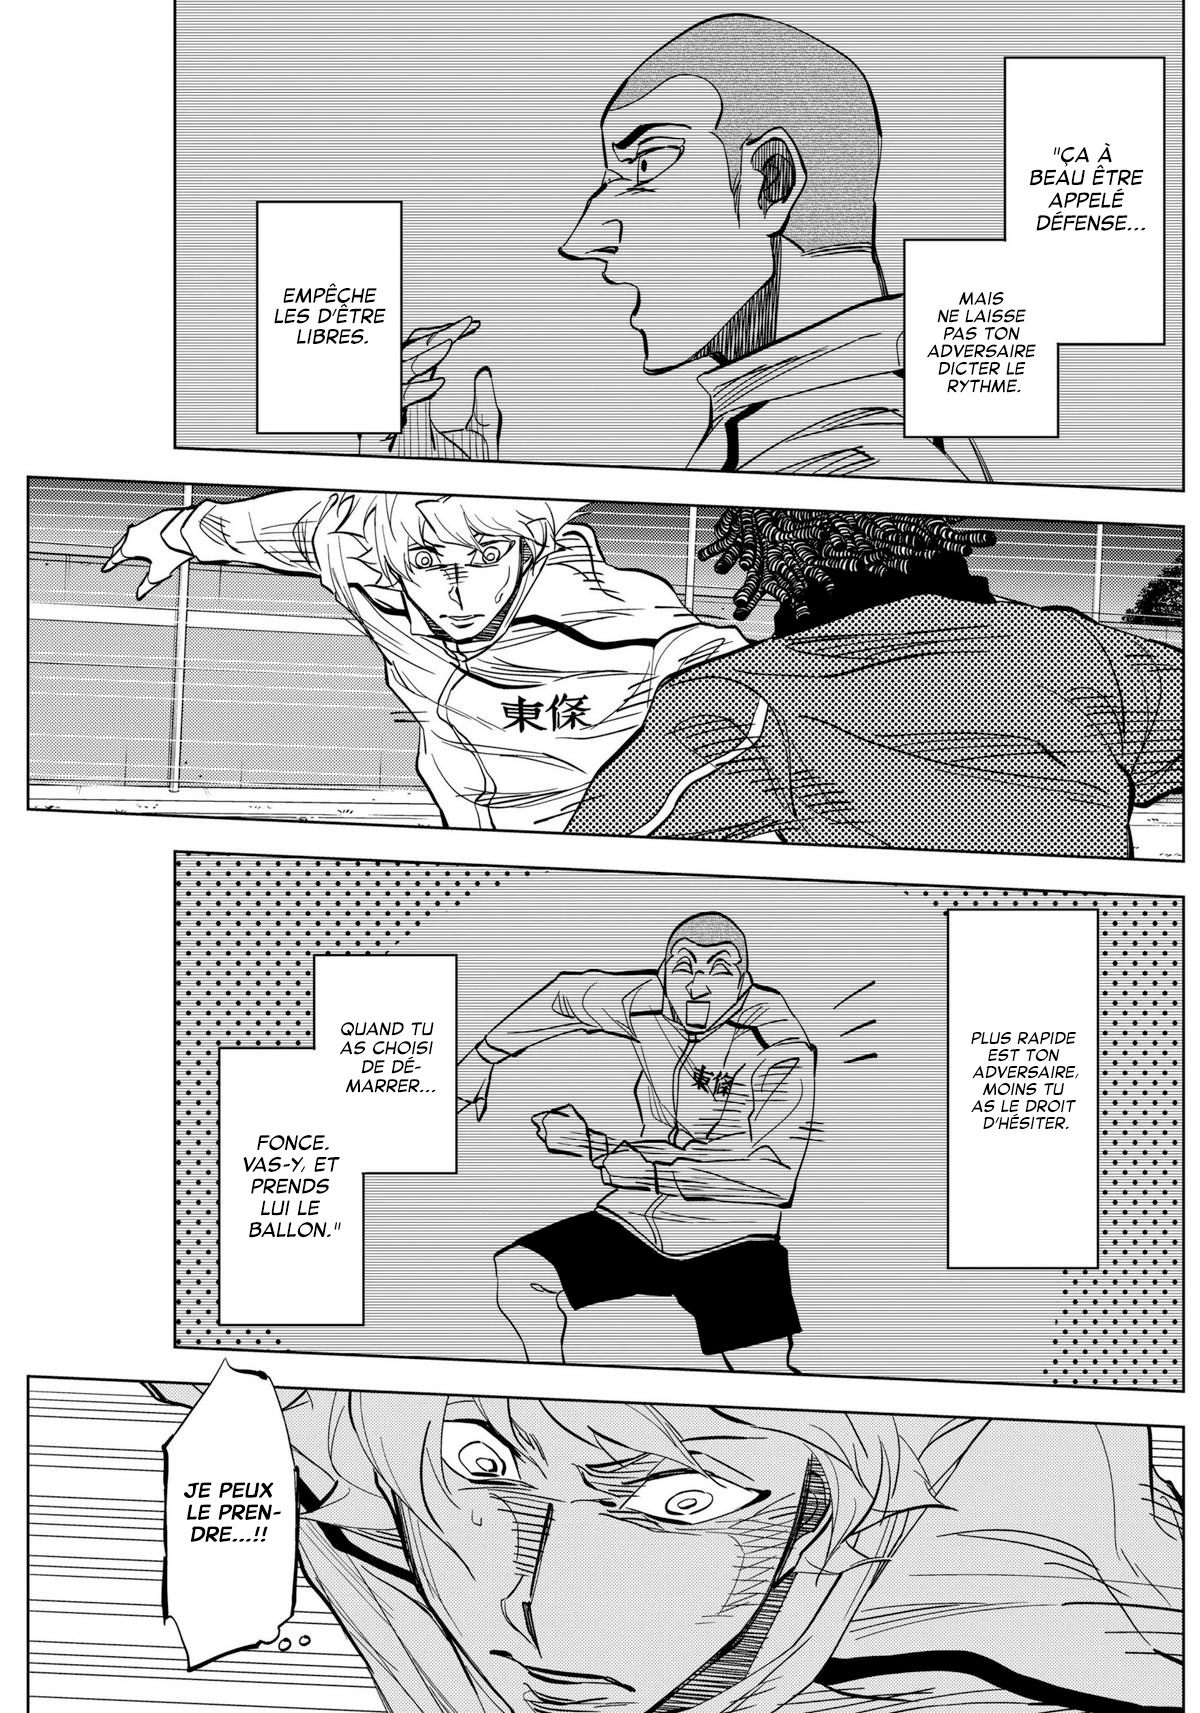 "ÇA À
BEAU ÊTRE
APPELÉ
DÉFENSE...
MAIS
NE LAISSE
PAS TON
ADVERSAIRE
DICTER LE
RYTHME.
EMPÊCHE
LES D'ÊTRE
LIBRES.
東條
PLUS RAPIDE
EST TON
ADVERSAIRE,
MOINS TU
AS LE DROIT
D'HÉSITER.
QUAND TU
AS CHOISI
DE DÉ-
MARRER...
東條
FONCE.
VAS-Y, ET
PRENDS
LUI LE
BALLON."
JE PEUX
LE PREN-
DRE...!!